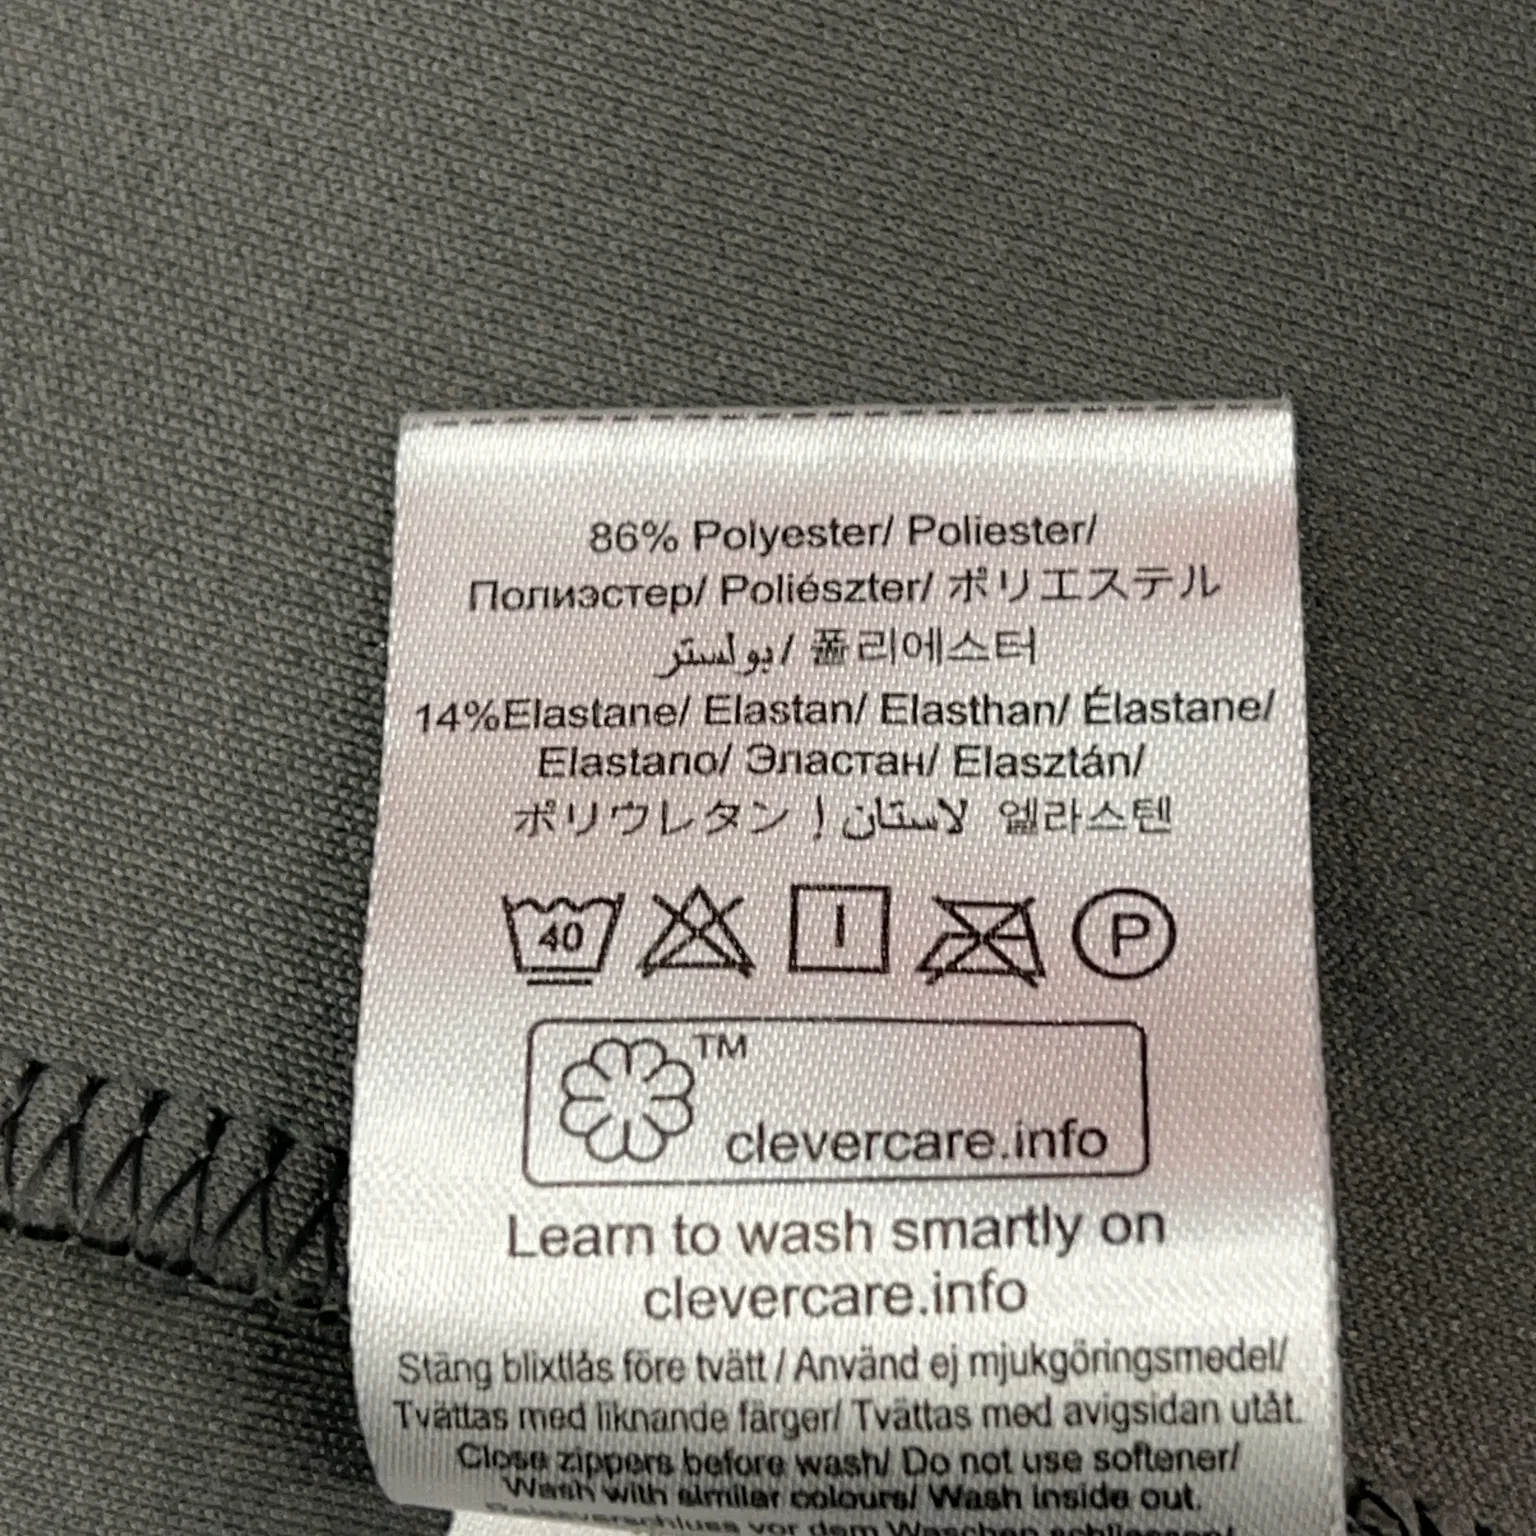 86% Polyester/ Poliester/
Полиэстер/ Poliészter/ ポリエステル
بولستر/ 폴리에스터
14%Elastane/ Elastan/ Elasthan/ Élastane/
Elastano/ Эластан/ Elasztán/
ポリウレタン إ لاستان 엘라스텐
40
P
TM
clevercare.info
Learn to wash smartly on
clevercare.info
Stäng blixtlås före tvätt / Använd ej mjukgöringsmedel/
Tvättas med liknande färger/ Tvättas med avigsidan utåt.
Close zippers before wash/ Do not use softener/
Wash with similar colours/ Wash inside out.
vor dem Waschen schliessen/